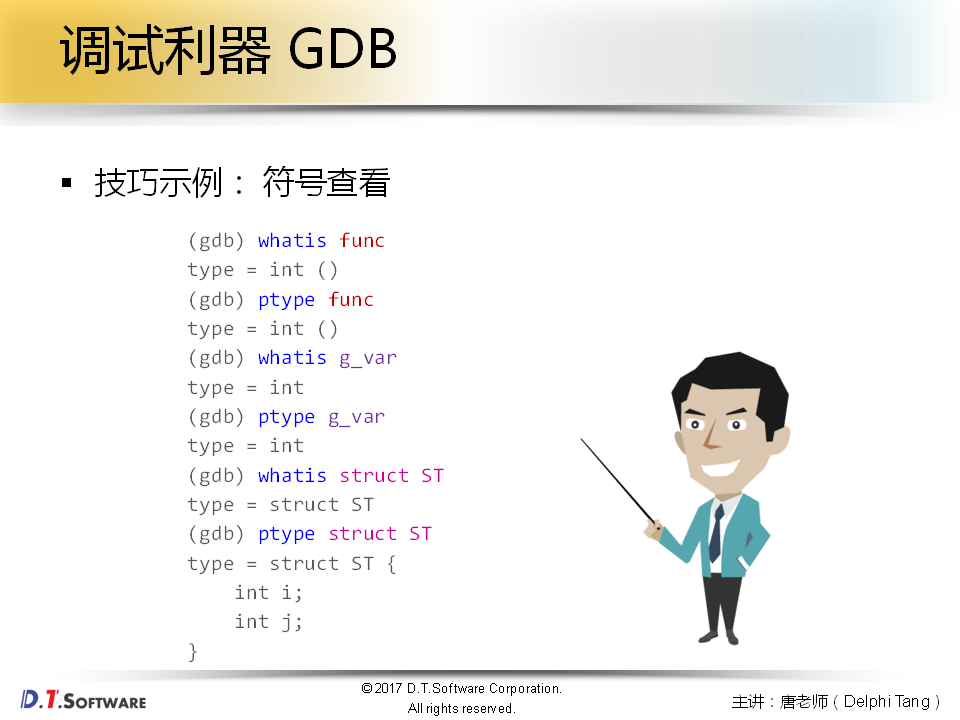 调试利器 GDB
▪ 技巧示例： 符号查看
(gdb) whatis func
type = int ()
(gdb) ptype func
type = int ()
(gdb) whatis g_var
type = int
(gdb) ptype g_var
type = int
(gdb) whatis struct ST
type = struct ST
(gdb) ptype struct ST
type = struct ST {
    int i;
    int j;
}
D.T.SOFTWARE
©2017 D.T.Software Corporation.
All rights reserved.
主讲：唐老师（Delphi Tang）